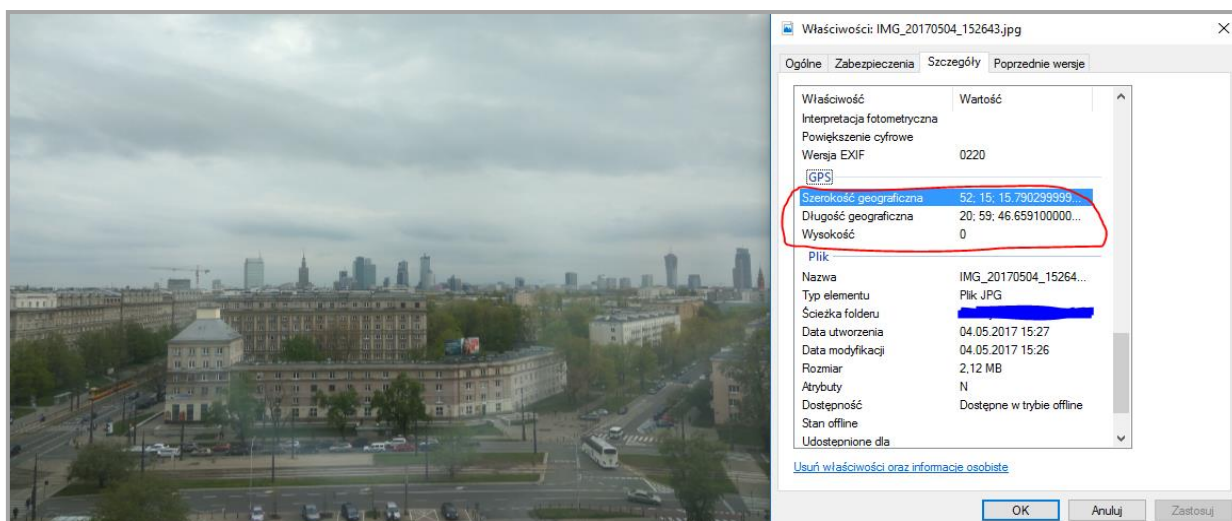 Właściwości: IMG_20170504_152643.jpg
Ogólne Zabezpieczenia Szczegóły Poprzednie wersje
Właściwość Wartość
Interpretacja fotometryczna
Powiększenie cyfrowe
Wersja EXIF 0220
GPS
Szerokość geograficzna 52; 15; 15.790299999...
Długość geograficzna 20; 59; 46.659100000...
Wysokość 0
Plik
Nazwa IMG_20170504_15264...
Typ elementu Plik JPG
Ścieżka folderu
Data utworzenia 04.05.2017 15:27
Data modyfikacji 04.05.2017 15:26
Rozmiar 2,12 MB
Atrybuty N
Dostępność Dostępne w trybie offline
Stan offline
Udostępnione dla
Usuń właściwości oraz informacje osobiste
OK Anuluj Zastosuj